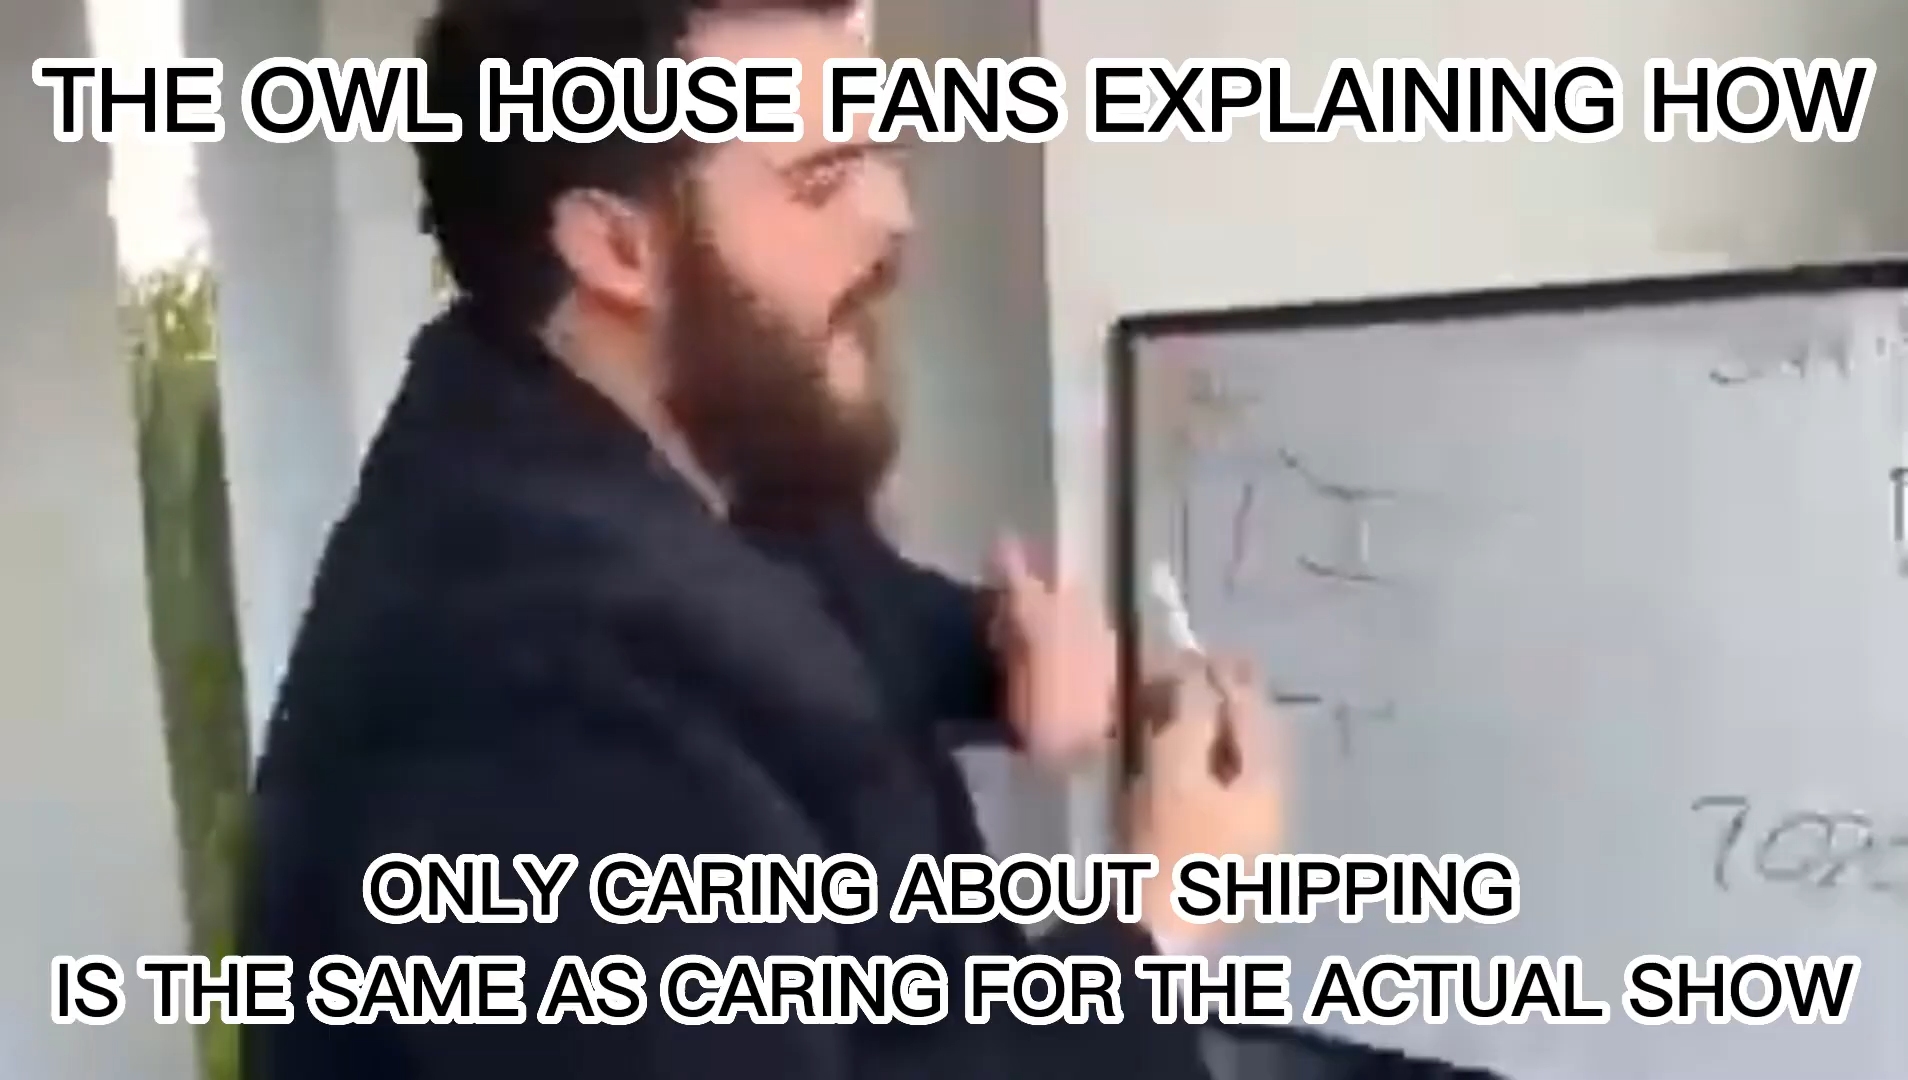 THE OWL HOUSE FANS EXPLAINING HOW
ONLY CARING ABOUT SHIPPING
IS THE SAME AS CARING FOR THE ACTUAL SHOW